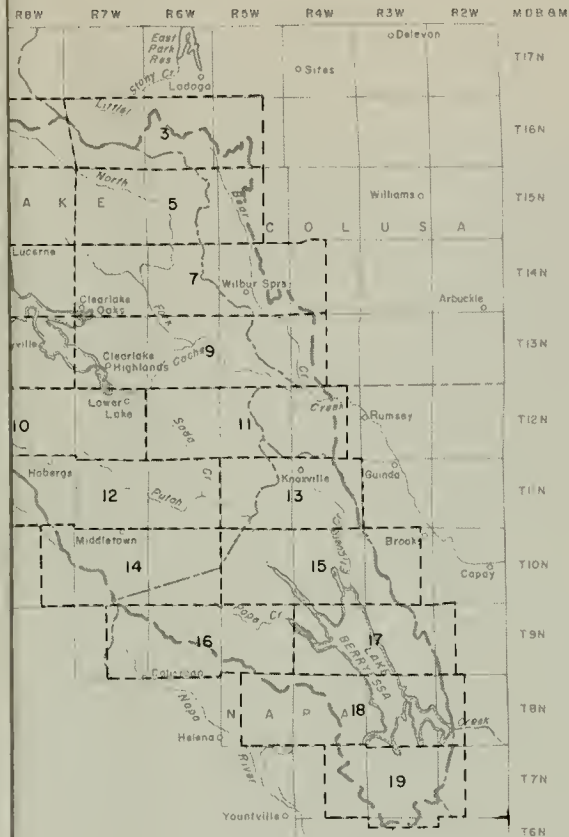 R8W R7W R6W R5W R4W R3W R2W M.D.B.&M.
East
Park
Res
Delevan
T17N
Stony Cr.
Lodoga
Sites
Little
3
T16N
North
Bear
A K E
5
Williams
T15N
C O L U S A
Lucerne
7
Wilbur Sprs
T14N
Clearlake
Oaks
Arbuckle
Fork
9
T13N
ville
Clearlake
Highlands
Cache
Cr
Lower
Lake
Creek
Rumsey
10
Soda
11
T12N
Hobergs
Cr
Knoxville
Guinda
12
Putah
13
T11N
Middletown
Eticuera
Brooks
14
15
Capay
T10N
Pope
Cr
16
17
T9N
LAKE
BERRYESSA
Calistoga
Napa
N A P A
18
Creek
T8N
Helena
River
19
T7N
Yountville
T6N